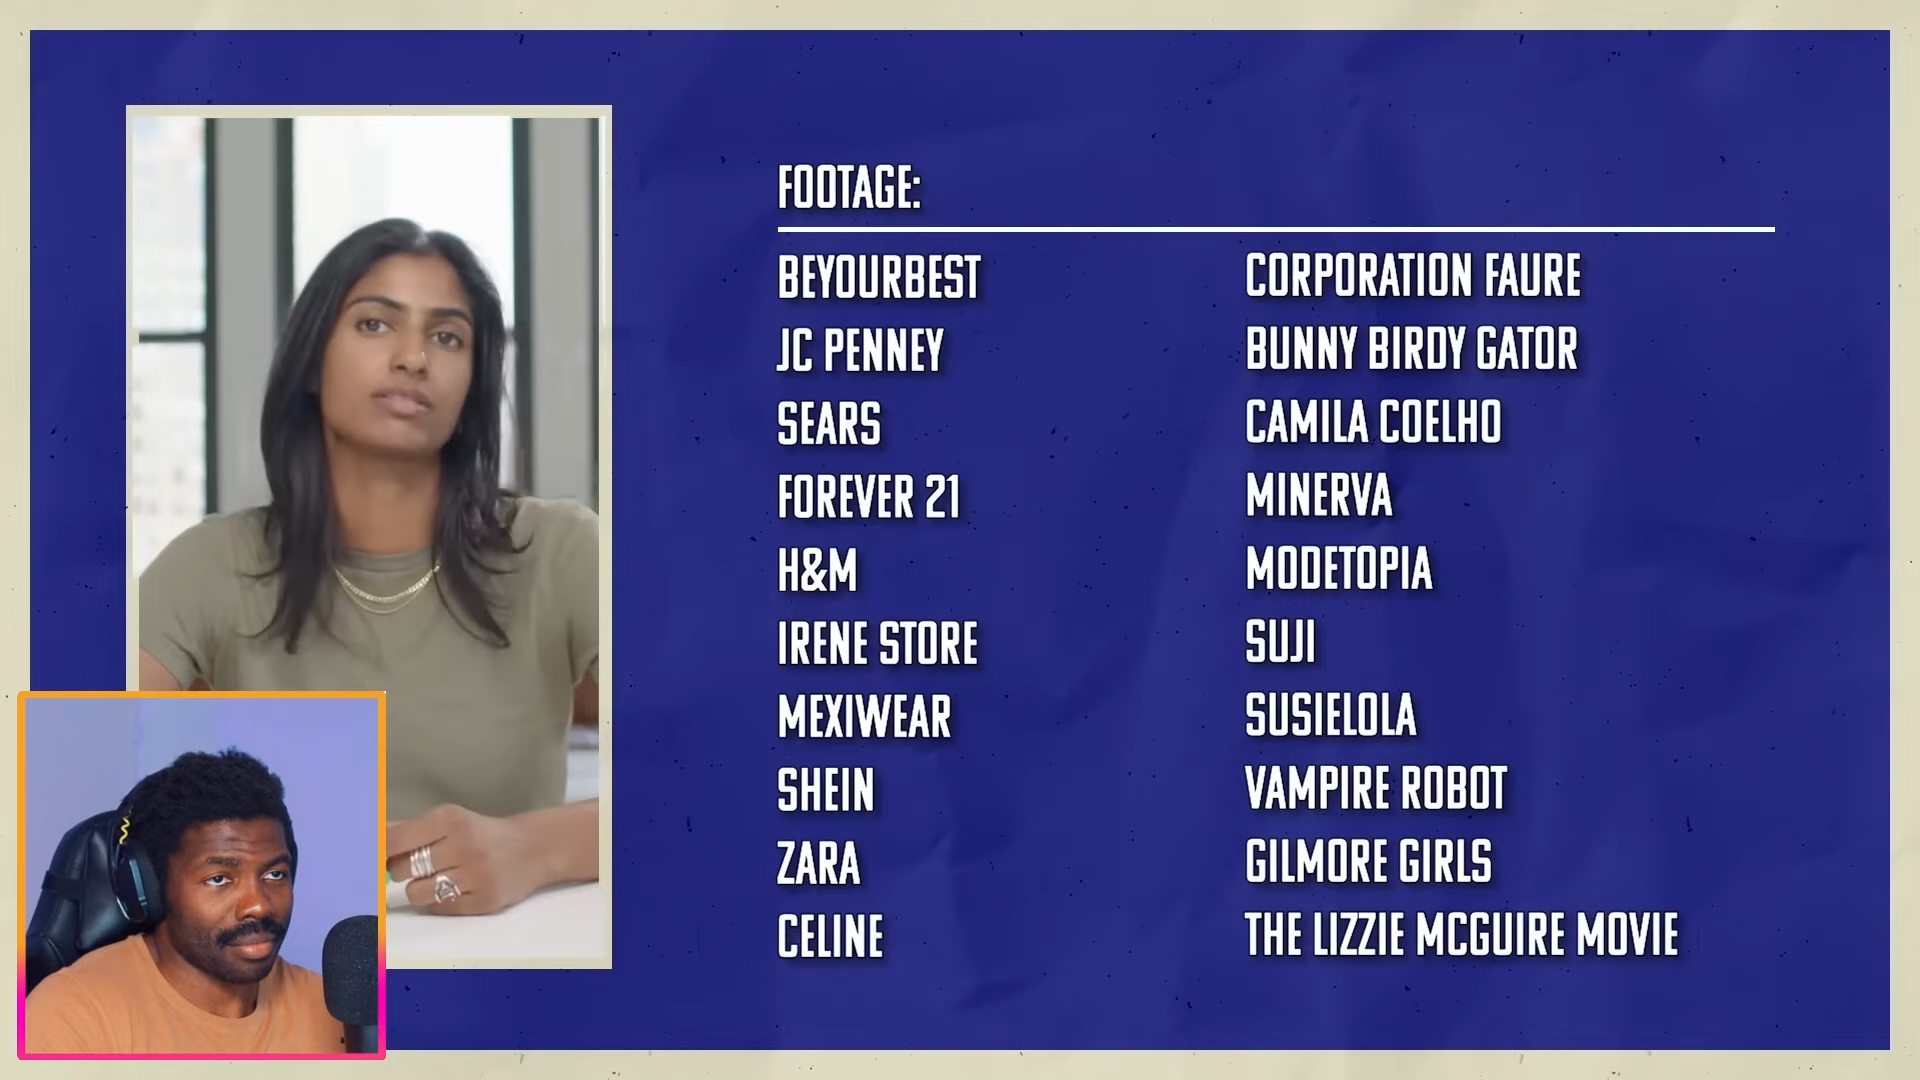 FOOTAGE:
BEYOURBEST
JC PENNEY
SEARS
FOREVER 21
H&M
IRENE STORE
MEXIWEAR
SHEIN
ZARA
CELINE
CORPORATION FAURE
BUNNY BIRDY GATOR
CAMILA COELHO
MINERVA
MODETOPIA
SUJI
SUSIELOLA
VAMPIRE ROBOT
GILMORE GIRLS
THE LIZZIE MCGUIRE MOVIE